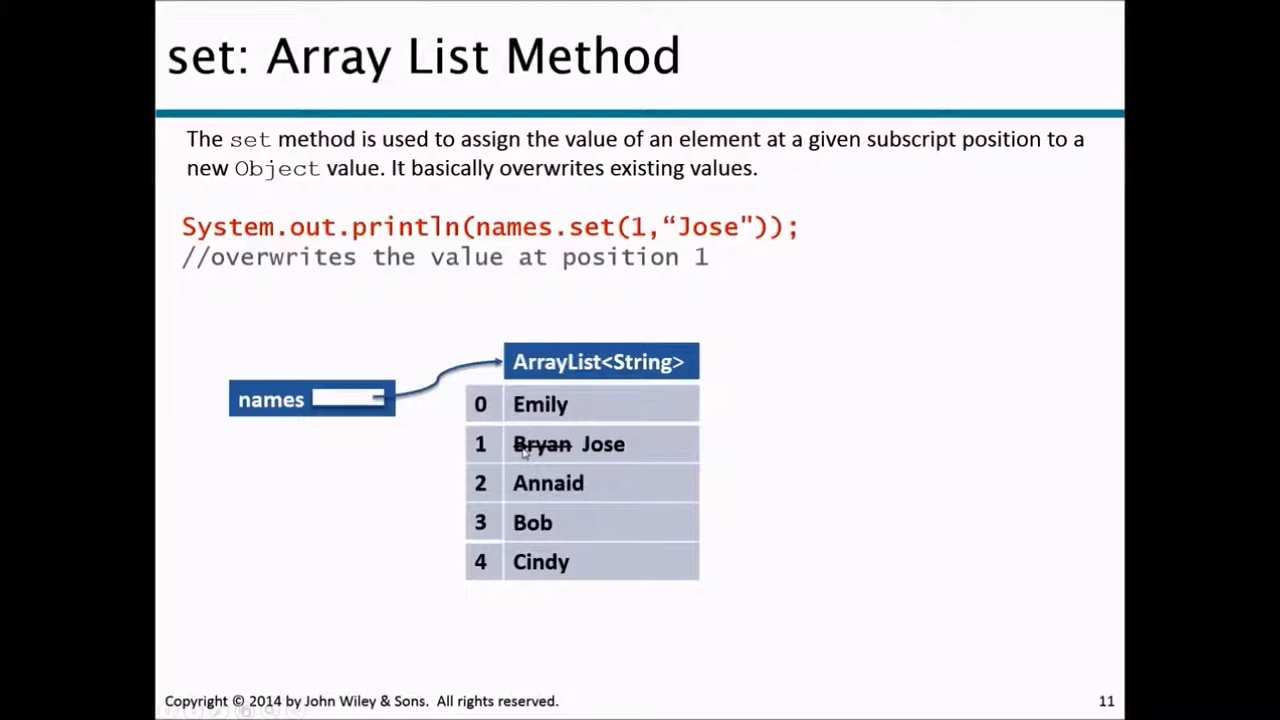 set: Array List Method
The set method is used to assign the value of an element at a given subscript position to a
new Object value. It basically overwrites existing values.
System.out.println(names.set(1,“Jose"));
//overwrites the value at position 1
ArrayList<String>
names
0 Emily
1 Bryan Jose
2 Annaid
3 Bob
4 Cindy
Copyright © 2014 by John Wiley & Sons. All rights reserved.
11